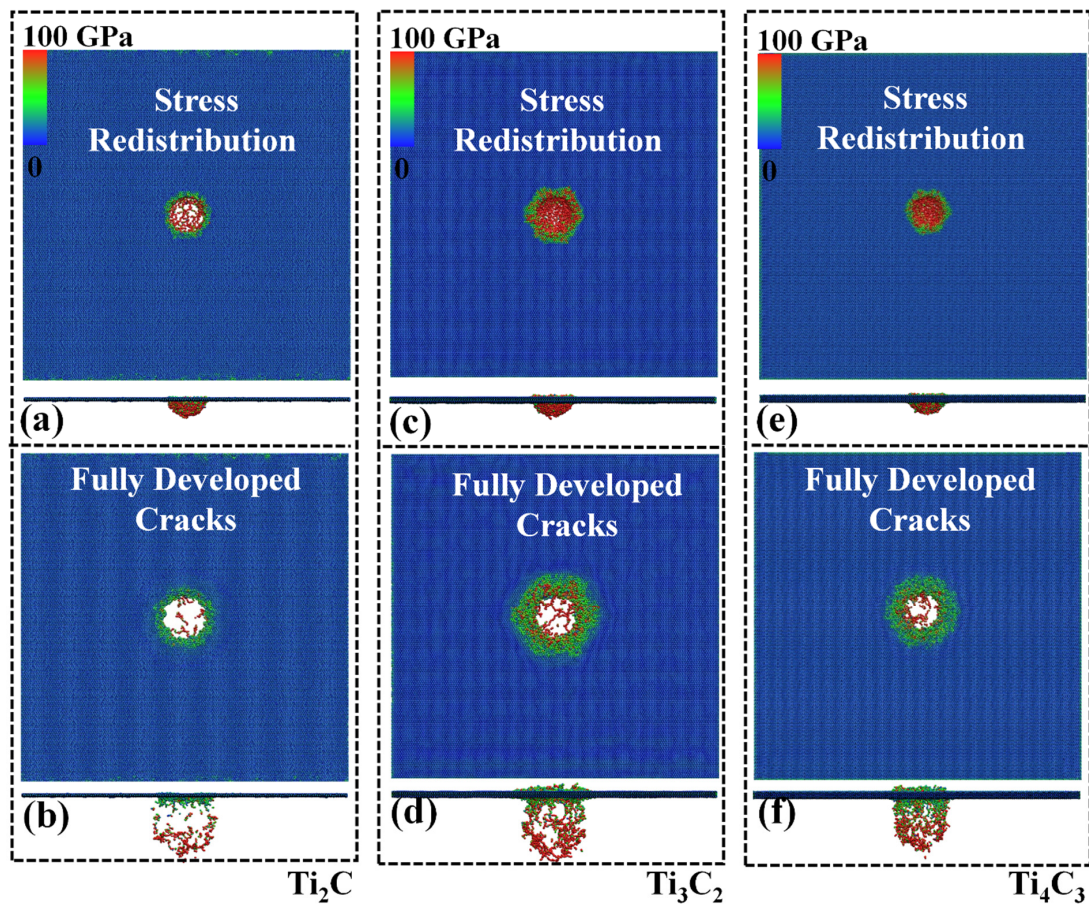 100 GPa
Stress
Redistribution
0
(a)
Fully Developed
Cracks
(b)
Ti₂C
100 GPa
Stress
Redistribution
0
(c)
Fully Developed
Cracks
(d)
Ti₃C₂
100 GPa
Stress
Redistribution
0
(e)
Fully Developed
Cracks
(f)
Ti₄C₃